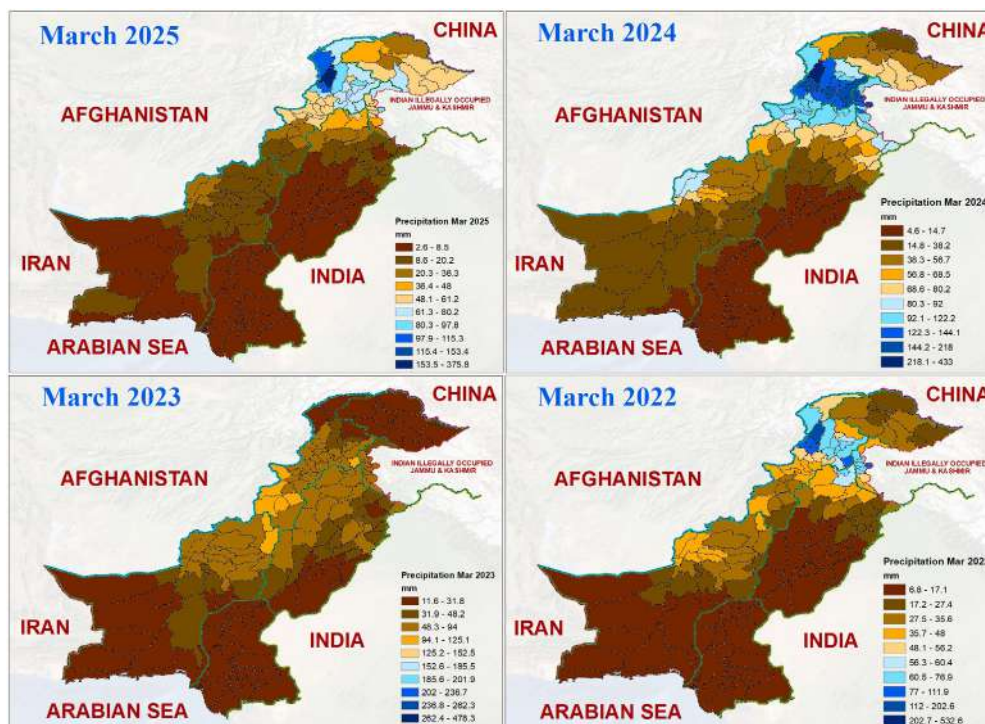 March 2025
CHINA
AFGHANISTAN
INDIAN ILLEGALLY OCCUPIED
JAMMU & KASHMIR
IRAN
INDIA
ARABIAN SEA
Precipitation Mar 2025
mm
2.6 - 8.5
8.6 - 20.2
20.3 - 36.3
36.4 - 48
48.1 - 61.2
61.3 - 80.2
80.3 - 97.8
97.9 - 115.3
115.4 - 153.4
153.5 - 375.8
March 2024
CHINA
AFGHANISTAN
INDIAN ILLEGALLY OCCUPIED
JAMMU & KASHMIR
IRAN
INDIA
ARABIAN SEA
Precipitation Mar 2024
mm
4.6 - 14.7
14.8 - 38.2
38.3 - 56.7
56.8 - 68.5
68.6 - 80.2
80.3 - 92
92.1 - 122.2
122.3 - 144.1
144.2 - 218
218.1 - 433
March 2023
CHINA
AFGHANISTAN
INDIAN ILLEGALLY OCCUPIED
JAMMU & KASHMIR
IRAN
INDIA
ARABIAN SEA
Precipitation Mar 2023
mm
11.6 - 31.8
31.9 - 48.2
48.3 - 94
94.1 - 125.1
125.2 - 152.5
152.6 - 185.5
185.6 - 201.9
202 - 236.7
236.8 - 262.3
262.4 - 478.3
March 2022
CHINA
AFGHANISTAN
INDIAN ILLEGALLY OCCUPIED
JAMMU & KASHMIR
IRAN
INDIA
ARABIAN SEA
Precipitation Mar 2022
mm
6.8 - 17.1
17.2 - 27.4
27.5 - 35.6
35.7 - 48
48.1 - 56.2
56.3 - 60.4
60.5 - 76.9
77 - 111.9
112 - 202.6
202.7 - 532.6